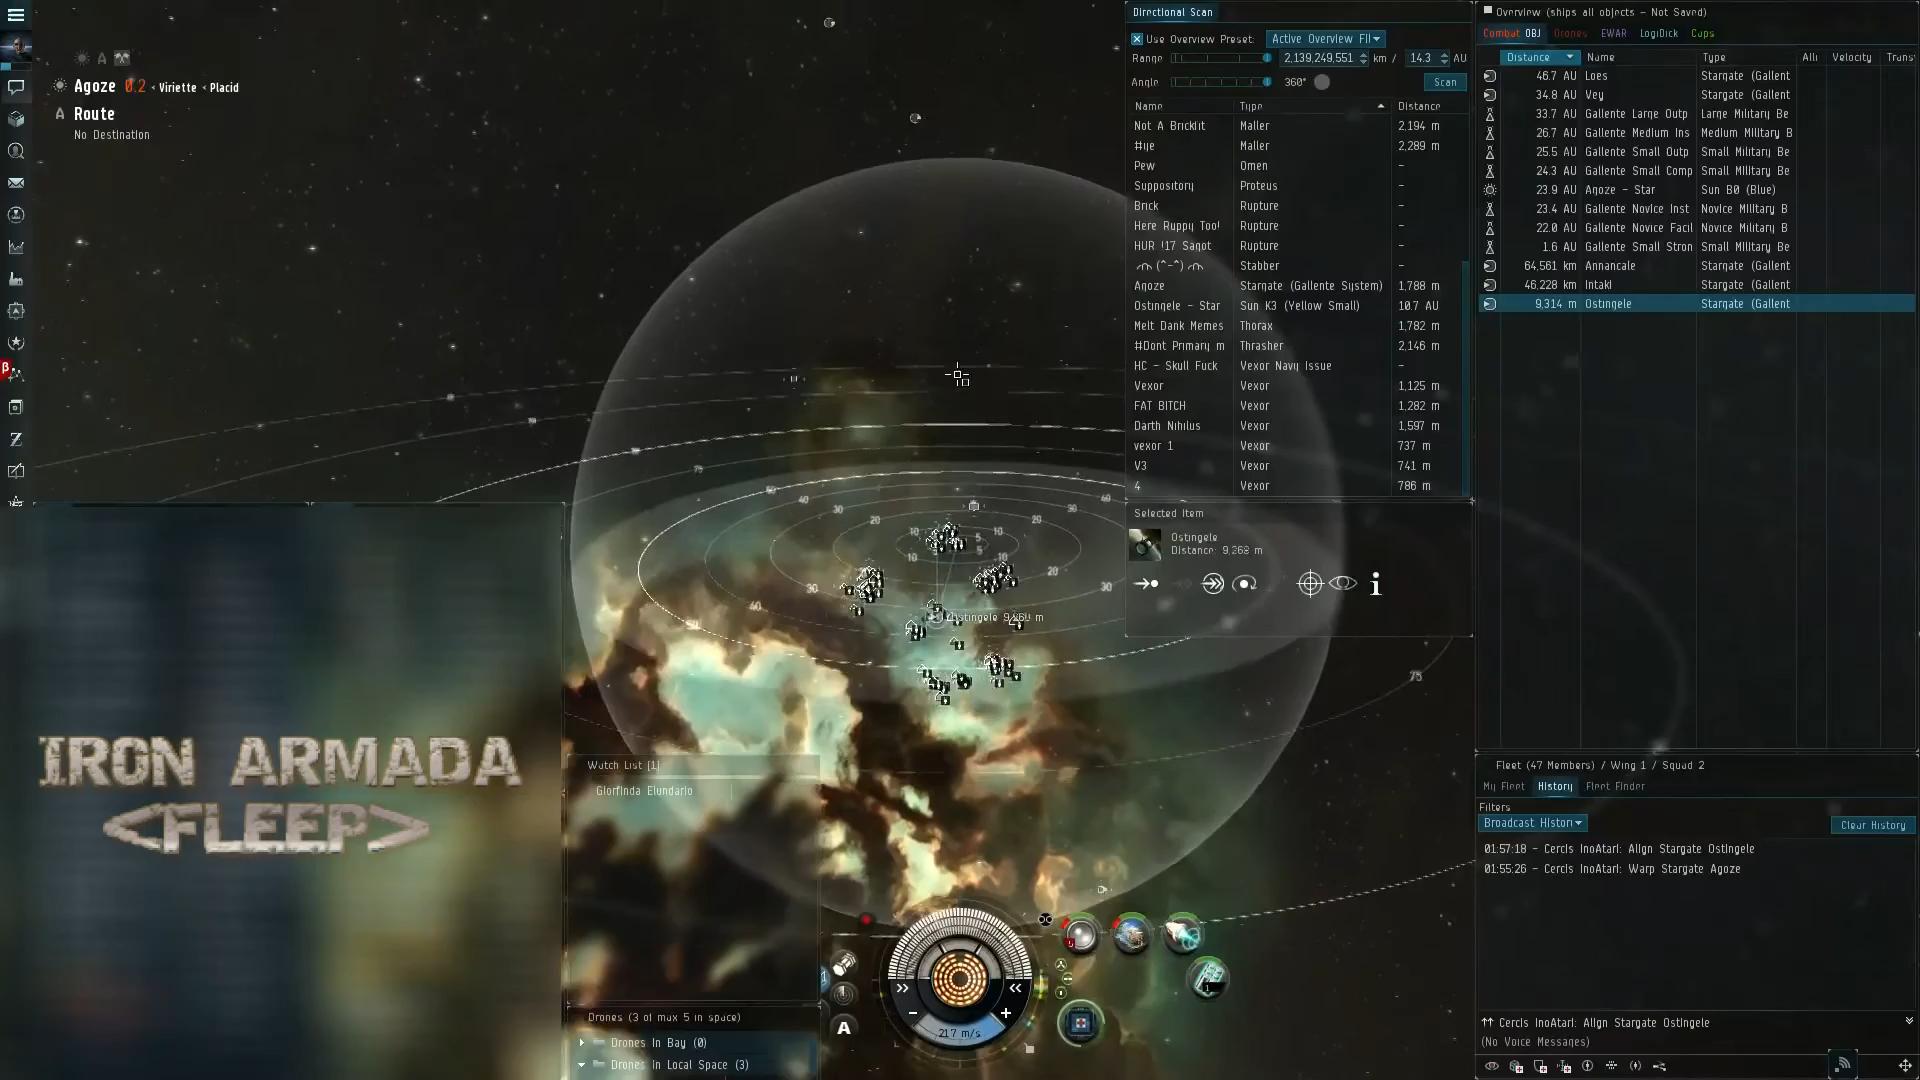 Agoze 0.2 ‹ Viriette ‹ Placid
Route
No Destination
Directional Scan
Use Overview Preset: Active Overview Fil
Range 2,139,249,551 km / 14.3 AU
Angle 360° Scan
Name Type Distance
Not A Brickfit Maller 2,194 m
#ye Maller 2,289 m
Pew Omen -
Suppository Proteus -
Brick Rupture -
Here Ruppy Too! Rupture -
HUR !17 Sagot Rupture -
(^-^) Stabber -
Agoze Stargate (Gallente System) 1,788 m
Ostingele - Star Sun K3 (Yellow Small) 10.7 AU
Melt Dank Memes Thorax 1,782 m
#Dont Primary m Thrasher 2,146 m
HC - Skull Fuck Vexor Navy Issue -
Vexor Vexor 1,125 m
FAT BITCH Vexor 1,282 m
Darth Nihilus Vexor 1,597 m
vexor 1 Vexor 737 m
V3 Vexor 741 m
4 Vexor 786 m
Selected Item
Ostingele
Distance: 9,268 m
Overview (ships all objects - Not Saved)
Combat OBJ Drones EWAR LogiDick Caps
Distance Name Type Alli Velocity Trans
46.7 AU Loes Stargate (Gallent
34.8 AU Vey Stargate (Gallent
33.7 AU Gallente Large Outp Large Military Be
26.7 AU Gallente Medium Ins Medium Military B
25.5 AU Gallente Small Outp Small Military Be
24.3 AU Gallente Small Comp Small Military Be
23.9 AU Agoze - Star Sun B0 (Blue)
23.4 AU Gallente Novice Inst Novice Military B
22.0 AU Gallente Novice Facil Novice Military B
1.6 AU Gallente Small Stron Small Military Be
64,561 km Annancale Stargate (Gallent
46,228 km Intaki Stargate (Gallent
9,314 m Ostingele Stargate (Gallent
IRON ARMADA
<FLEEP>
Watch List [1]
Glorfinda Elundario
Drones (3 of max 5 in space)
Drones In Bay (0)
Drones In Local Space (3)
217 m/s
Fleet (47 Members) / Wing 1 / Squad 2
My Fleet History Fleet Finder
Filters
Broadcast Histori Clear History
01:57:18 - Cercis InoAtari: Align Stargate Ostingele
01:55:26 - Cercis InoAtari: Warp Stargate Agoze
Cercis InoAtari: Align Stargate Ostingele
(No Voice Messages)